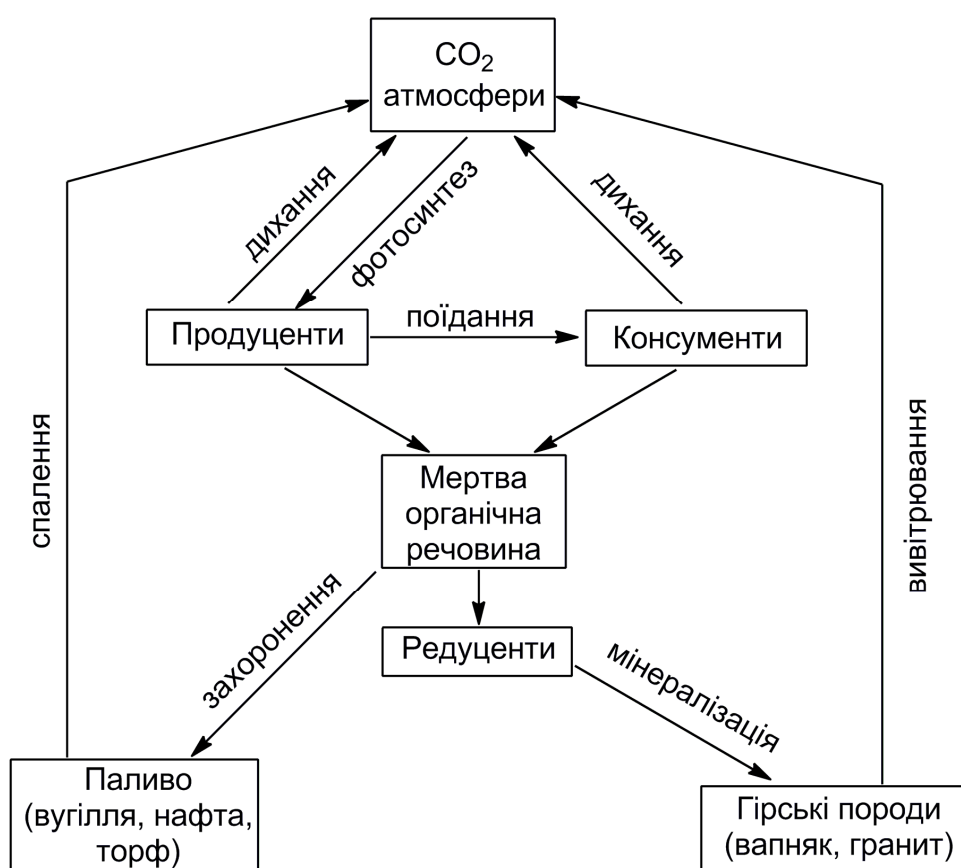 CO₂
атмосфери
дихання
фотосинтез
дихання
Продуценти
поїдання
Консументи
спалення
вивітрювання
Мертва
органічна
речовина
захоронення
Редуценти
мінералізація
Паливо
(вугілля, нафта,
торф)
Гірські породи
(вапняк, гранит)